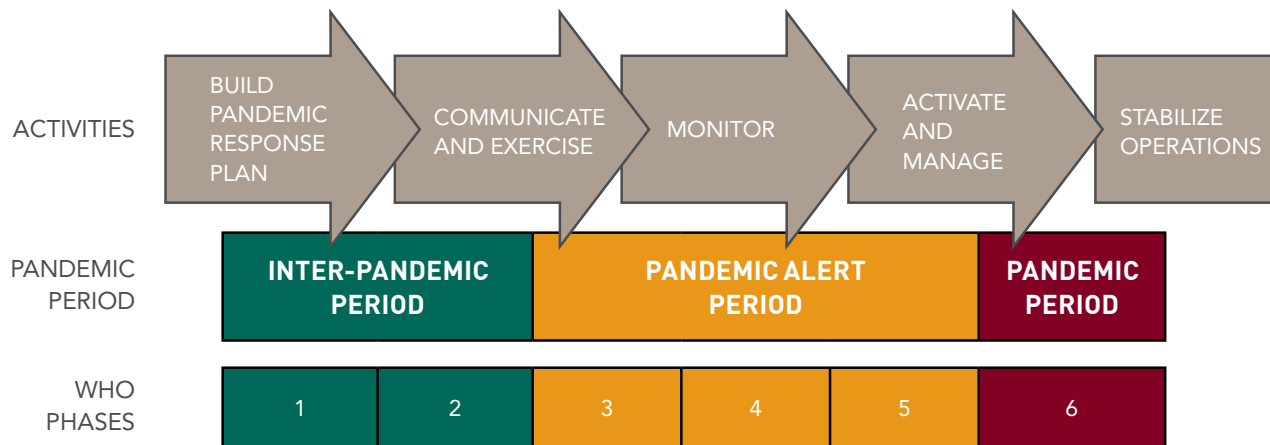 ACTIVITIES
BUILD
PANDEMIC
RESPONSE
PLAN
COMMUNICATE
AND EXERCISE
MONITOR
ACTIVATE
AND
MANAGE
STABILIZE
OPERATIONS
PANDEMIC
PERIOD
INTER-PANDEMIC
PERIOD
PANDEMIC ALERT
PERIOD
PANDEMIC
PERIOD
WHO
PHASES
1
2
3
4
5
6